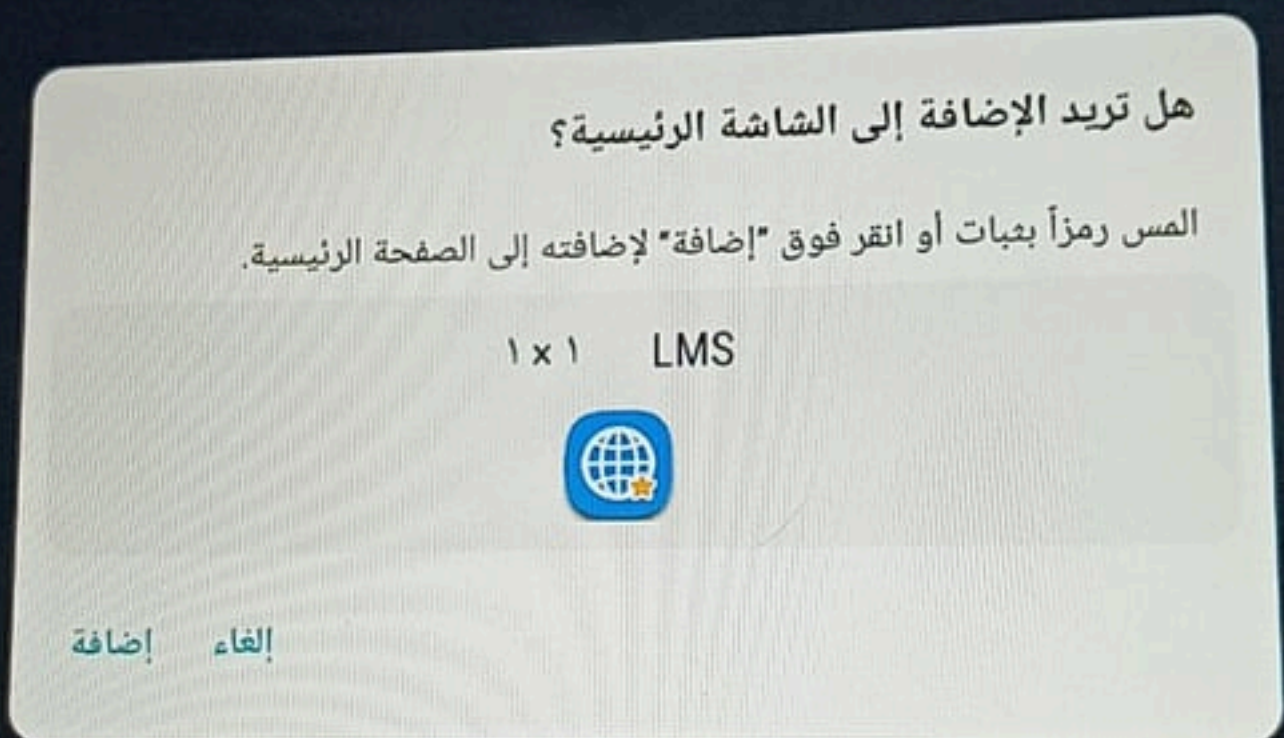 هل تريد الإضافة إلى الشاشة الرئيسية؟
المس رمزاً بثبات أو انقر فوق "إضافة" لإضافته إلى الصفحة الرئيسية.
LMS ١ x ١
إلغاء إضافة